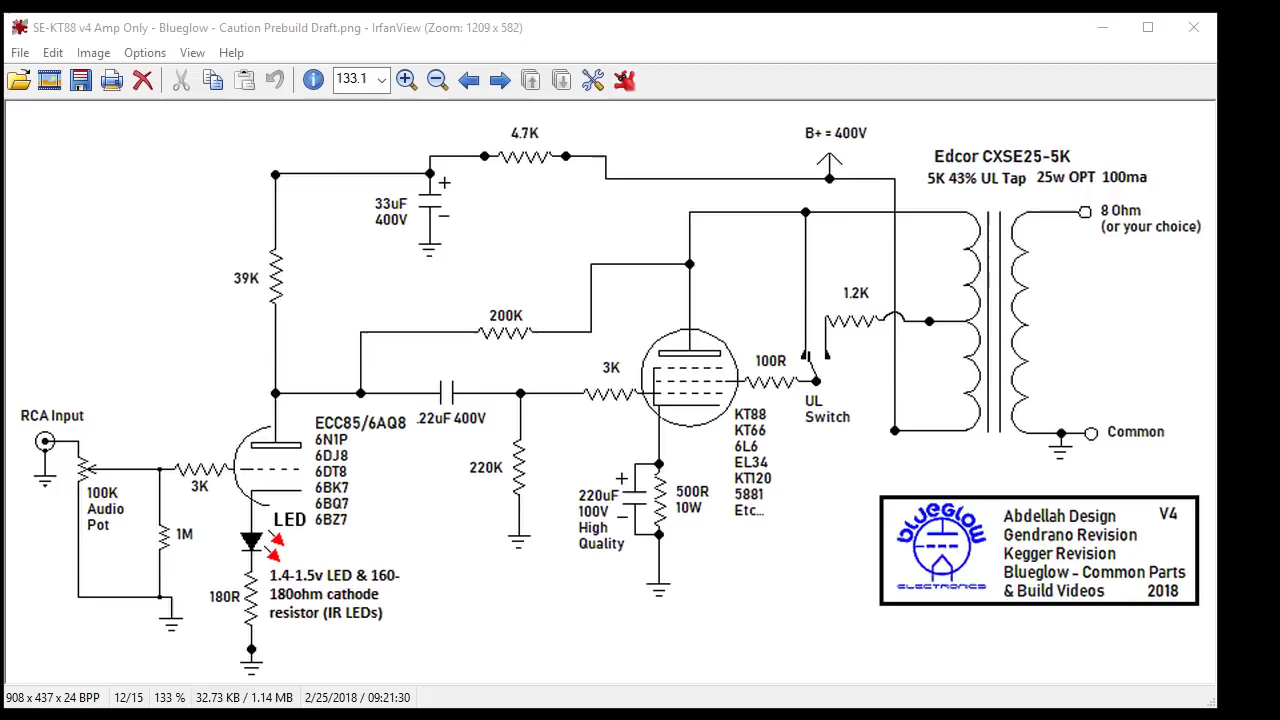 SE-KT88 v4 Amp Only - Blueglow - Caution Prebuild Draft.png - IrfanView (Zoom: 1209 x 582)
File Edit Image Options View Help
133.1
4.7K
B+ = 400V
Edcor CXSE25-5K
5K 43% UL Tap 25w OPT 100ma
+
33uF
400V
−
8 Ohm
(or your choice)
39K
1.2K
200K
3K
100R
UL
Switch
.22uF 400V
RCA Input
ECC85/6AQ8
6N1P
6DJ8
6DT8
6BK7
6BQ7
6BZ7
KT88
KT66
6L6
EL34
KT120
5881
Etc...
Common
220K
3K
100K
Audio
Pot
1M
LED
+
220uF
100V
−
High
Quality
500R
10W
180R
1.4-1.5v LED & 160-
180ohm cathode
resistor (IR LEDs)
BLUEGLOW
ELECTRONICS
Abdellah Design V4
Gendrano Revision
Kegger Revision
Blueglow - Common Parts
& Build Videos 2018
908 x 437 x 24 BPP 12/15 133 % 32.73 KB / 1.14 MB 2/25/2018 / 09:21:30